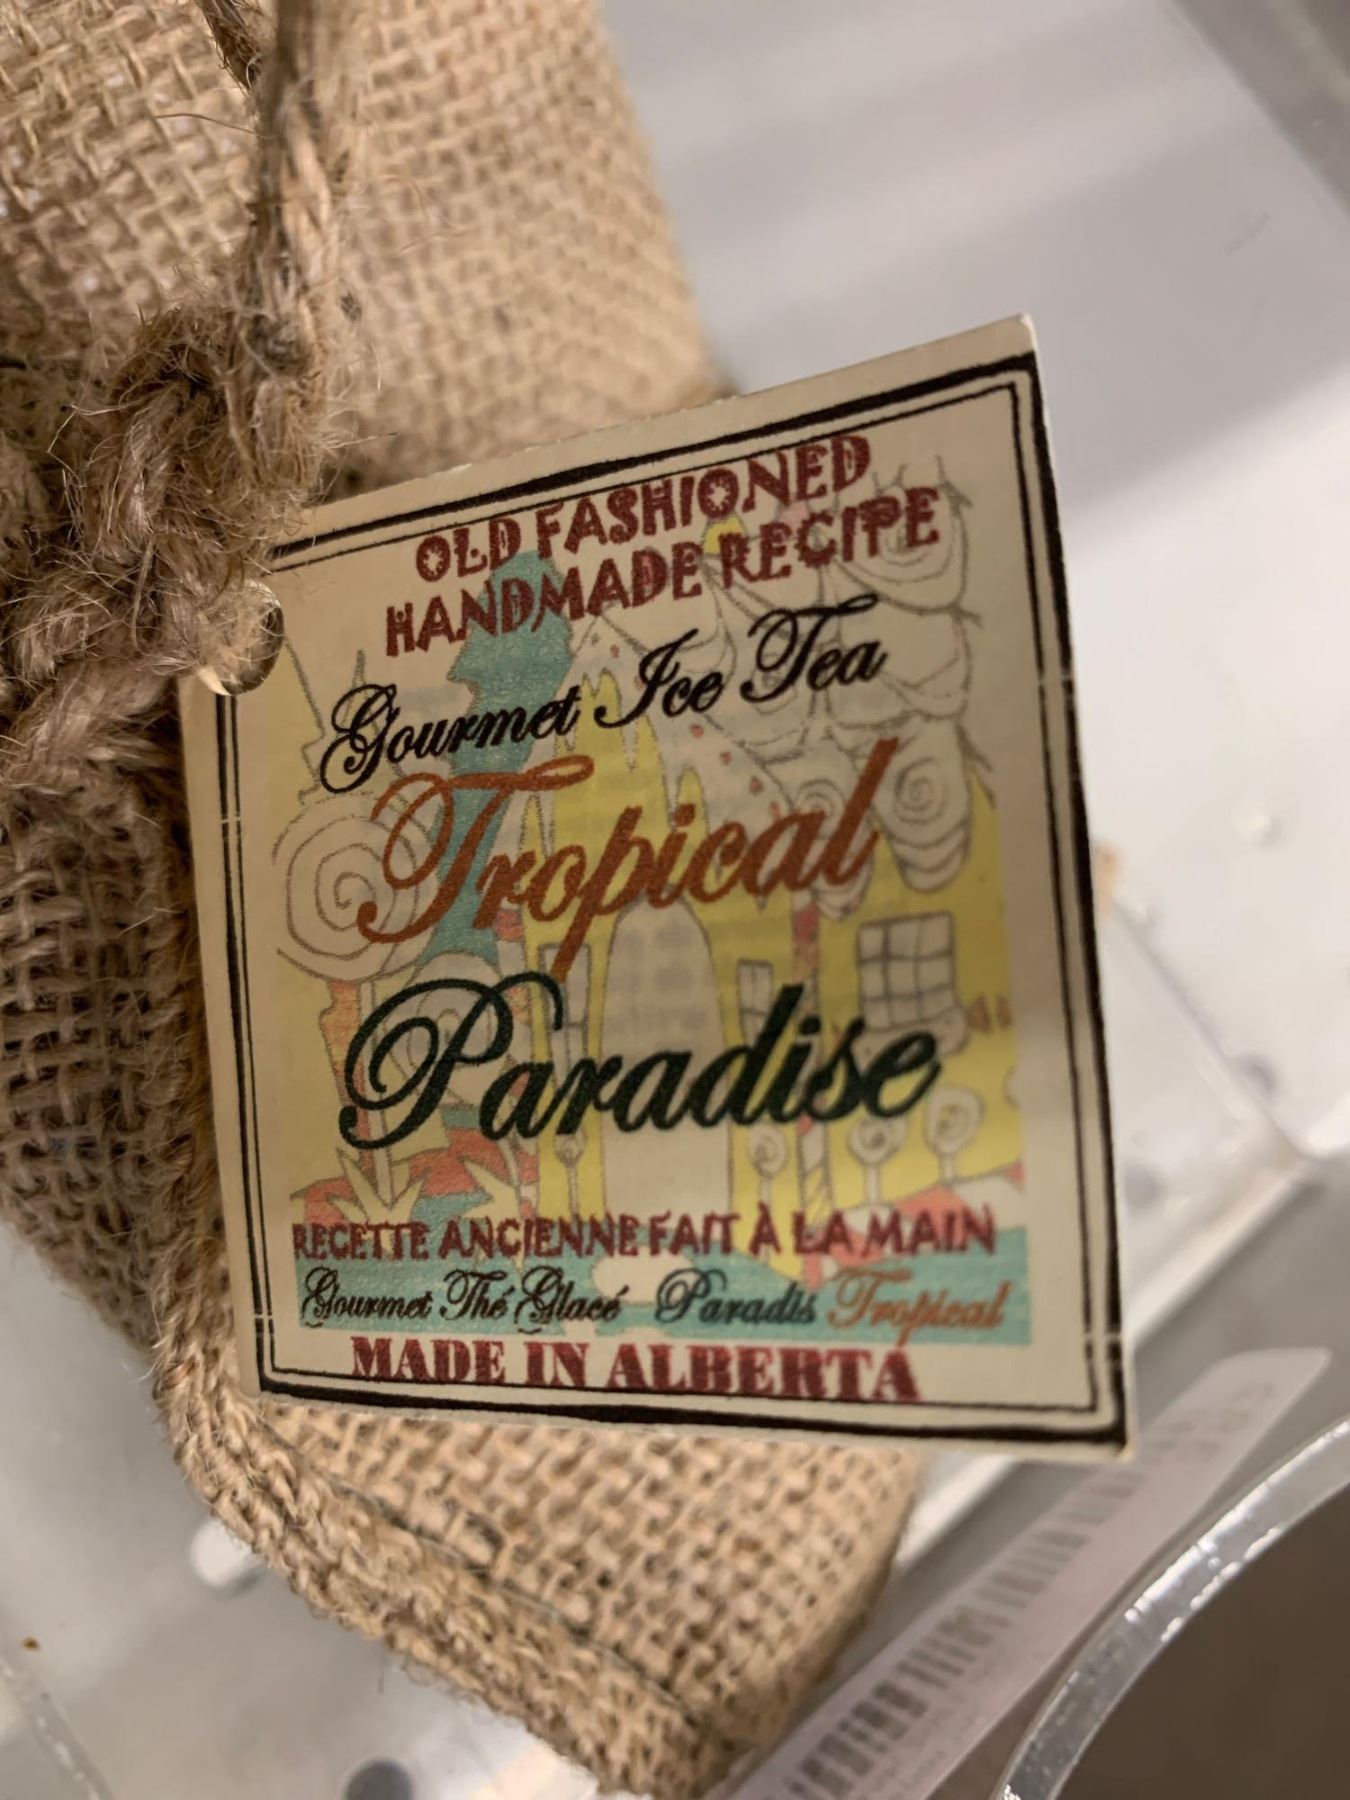 OLD FASHIONED
HANDMADE RECIPE
Gourmet Ice Tea
Tropical
Paradise
RECETTE ANCIENNE FAIT À LA MAIN
Gourmet Thé Glacé Paradis Tropical
MADE IN ALBERTA